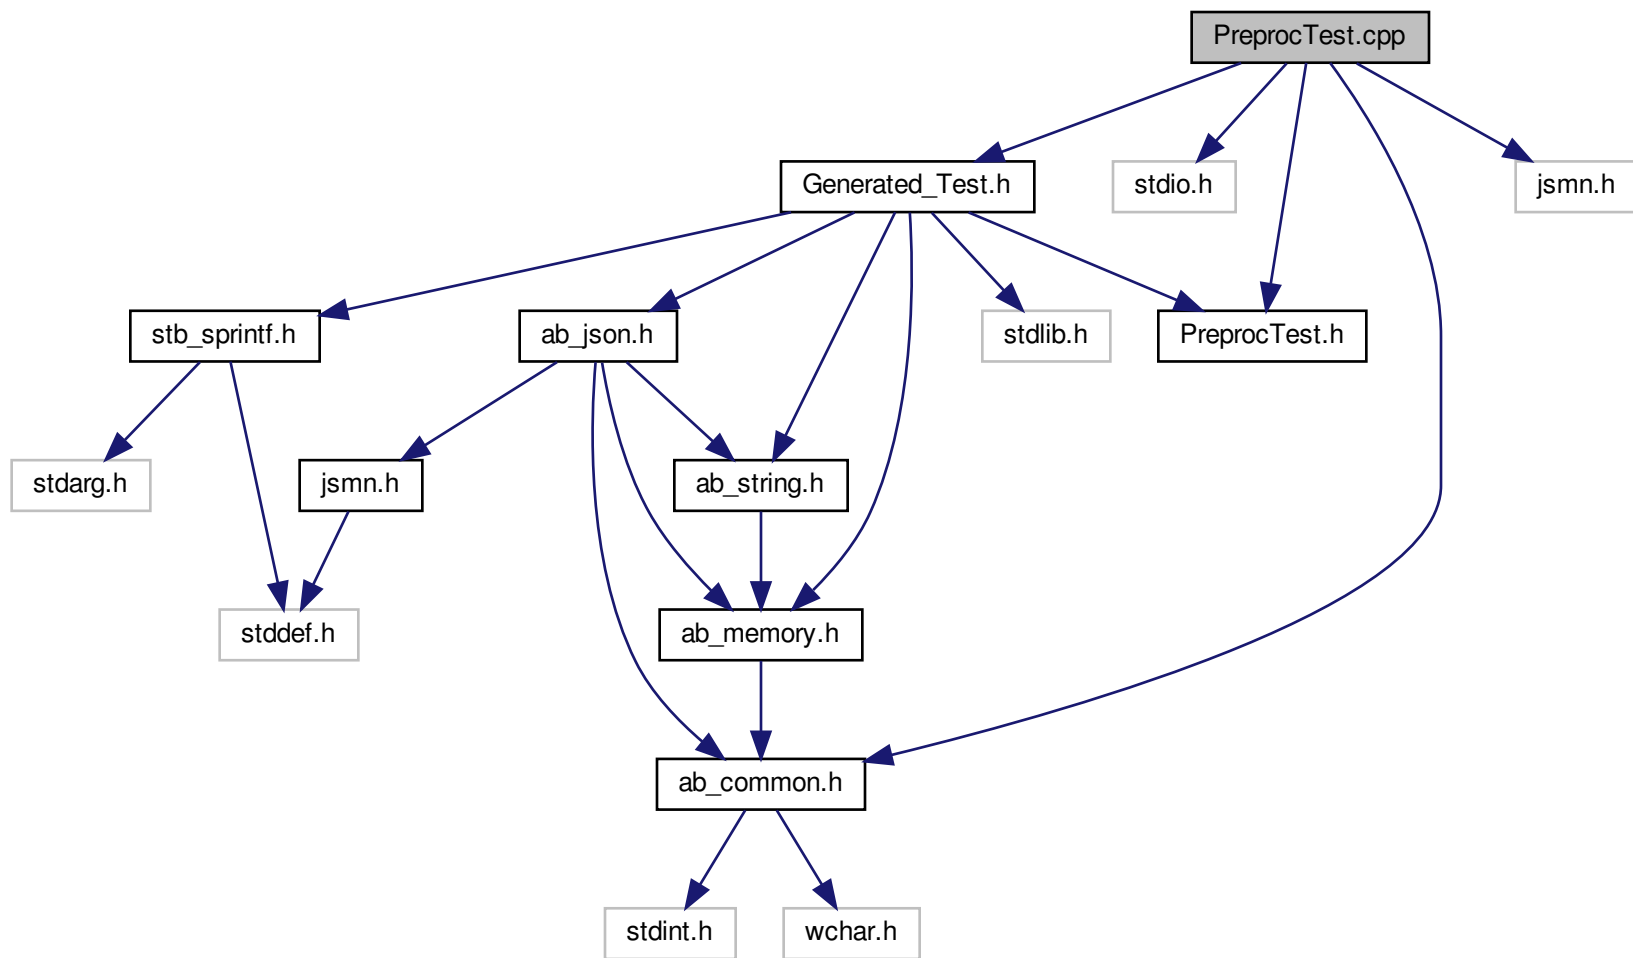 PreprocTest.cpp
Generated_Test.h
stdio.h
jsmn.h
stb_sprintf.h
ab_json.h
stdlib.h
PreprocTest.h
stdarg.h
jsmn.h
ab_string.h
stddef.h
ab_memory.h
ab_common.h
stdint.h
wchar.h